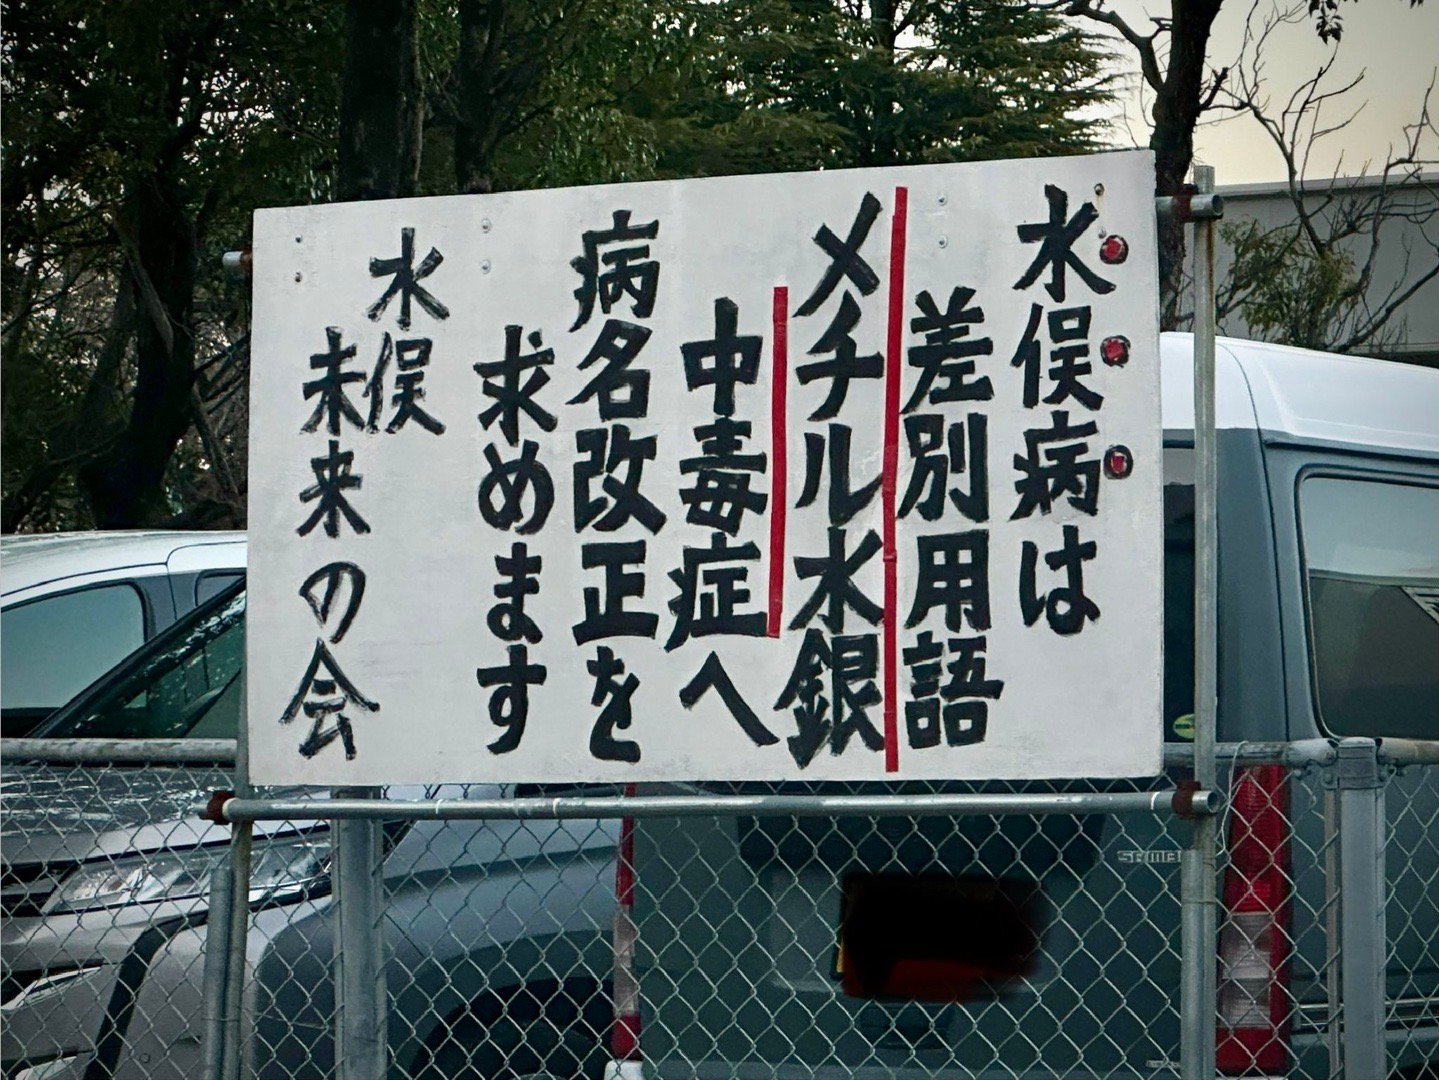 水俣病は
差別用語
メチル水銀
中毒症へ
病名改正を
求めます
水俣
未来の会